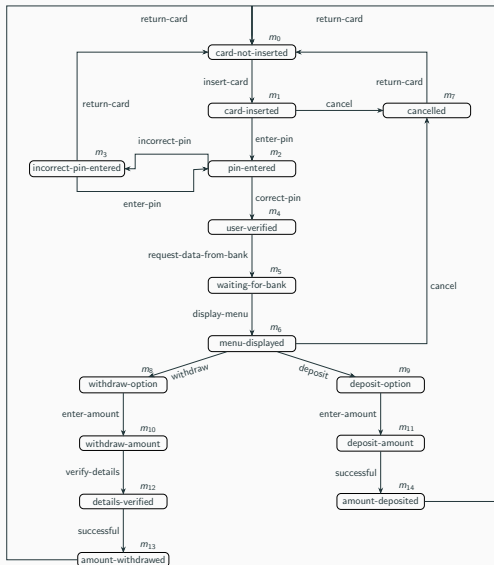 return-card
return-card
m0
card-not-inserted
insert-card
return-card
m1
m7
card-inserted
cancel
cancelled
return-card
enter-pin
incorrect-pin
m3
m2
incorrect-pin-entered
pin-entered
correct-pin
enter-pin
m4
user-verified
request-data-from-bank
m5
waiting-for-bank
cancel
display-menu
m6
menu-displayed
m8
withdraw
deposit
m9
withdraw-option
deposit-option
enter-amount
enter-amount
m10
m11
withdraw-amount
deposit-amount
verify-details
successful
m12
m14
details-verified
amount-deposited
successful
m13
amount-withdrawed